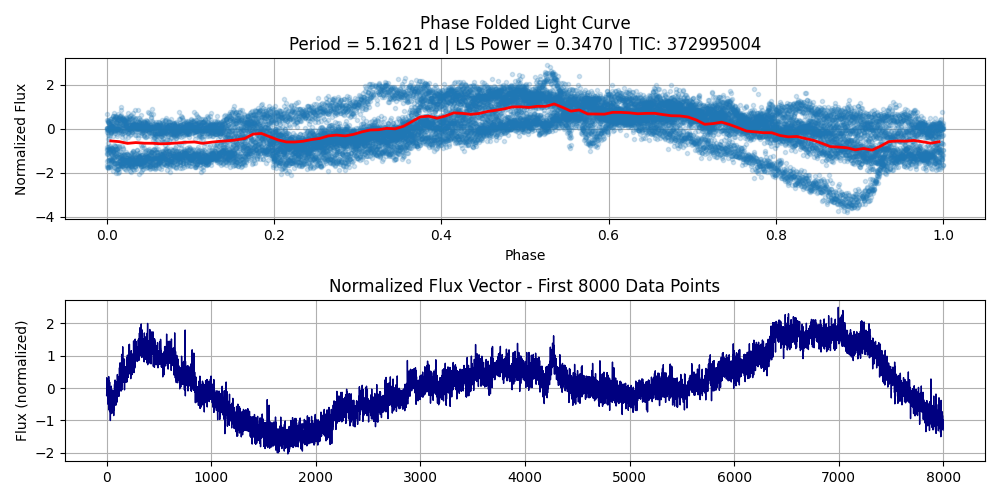 Phase Folded Light Curve
Period = 5.1621 d | LS Power = 0.3470 | TIC: 372995004
Normalized Flux
2
0
−2
−4
0.0 0.2 0.4 0.6 0.8 1.0
Phase
Normalized Flux Vector - First 8000 Data Points
Flux (normalized)
2
1
0
−1
−2
0 1000 2000 3000 4000 5000 6000 7000 8000